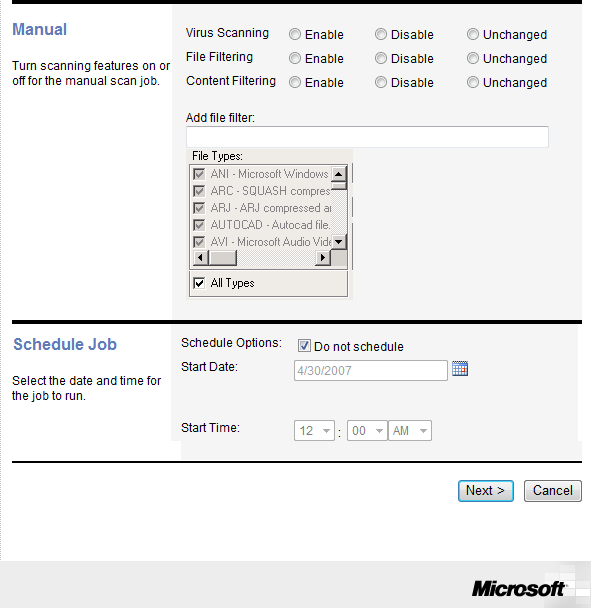 Manual
Turn scanning features on or
off for the manual scan job.
Virus Scanning Enable Disable Unchanged
File Filtering Enable Disable Unchanged
Content Filtering Enable Disable Unchanged
Add file filter:
File Types:
ANI - Microsoft Windows
ARC - SQUASH compres
ARJ - ARJ compressed ar
AUTOCAD - Autocad file.
AVI - Microsoft Audio Vide
All Types
Schedule Job
Select the date and time for
the job to run.
Schedule Options: Do not schedule
Start Date: 4/30/2007
Start Time: 12 : 00 AM
Next > Cancel
Microsoft